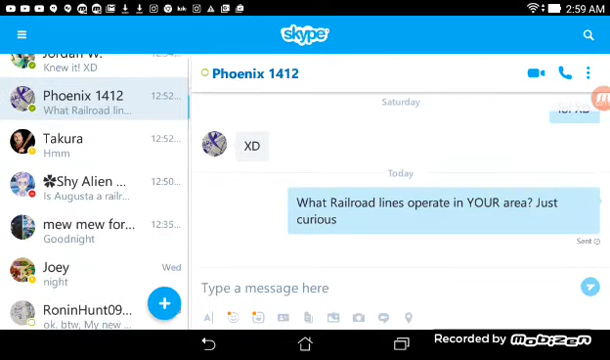 2:59 AM
skype
Jordan W.
Knew it! XD
Phoenix 1412
12:52...
What Railroad lin...
Takura
12:52...
Hmm
✤Shy Alien ...
12:50...
Is Augusta a railr...
mew mew for...
12:35...
Goodnight
Joey
Wed
night
RoninHunt09...
ok. btw, My new ...
Phoenix 1412
Saturday
XD
Today
What Railroad lines operate in YOUR area? Just
curious
Sent
Type a message here
Recorded by Mobizen